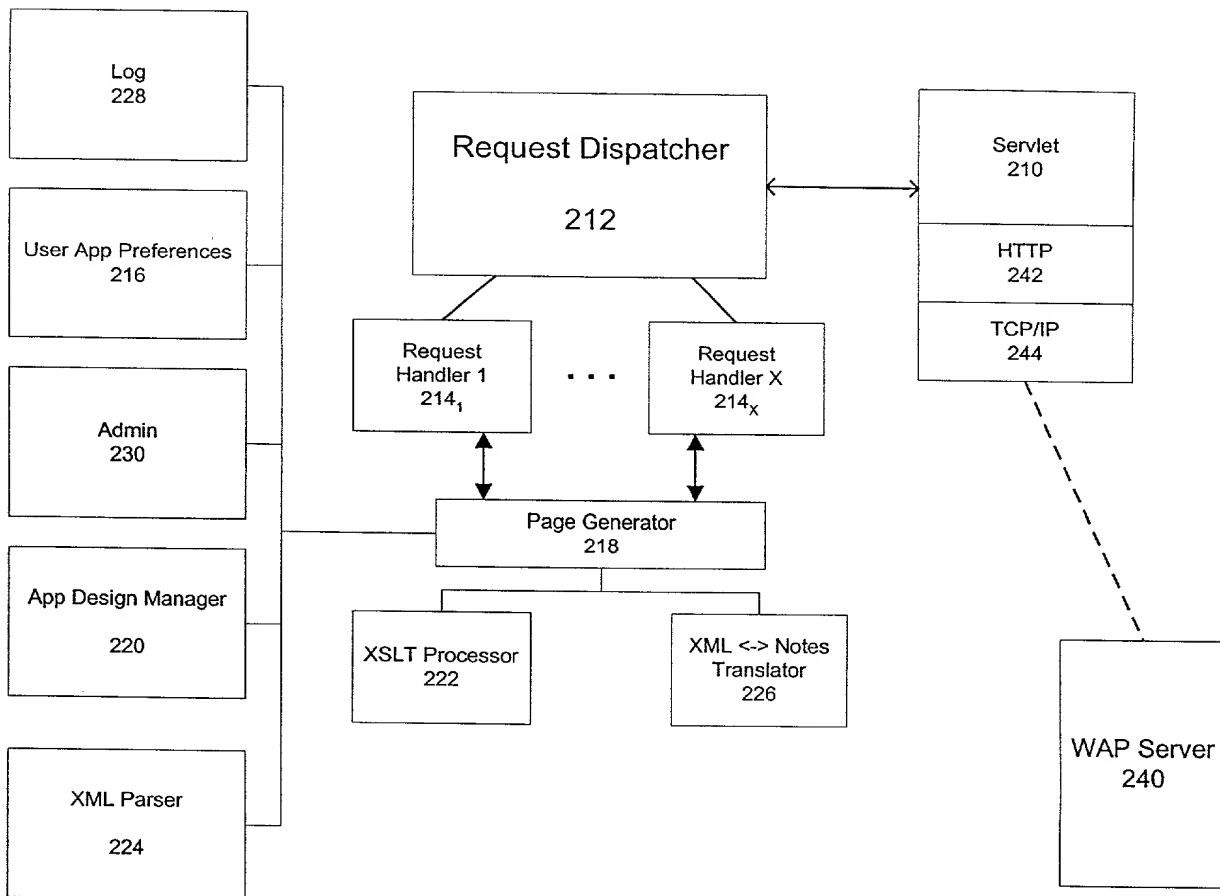 Log
228
User App Preferences
216
Admin
230
App Design Manager
220
XML Parser
224
Request Dispatcher
212
Request
Handler 1
214₁
. . .
Request
Handler X
214ₓ
Page Generator
218
XSLT Processor
222
XML <-> Notes
Translator
226
Servlet
210
HTTP
242
TCP/IP
244
WAP Server
240